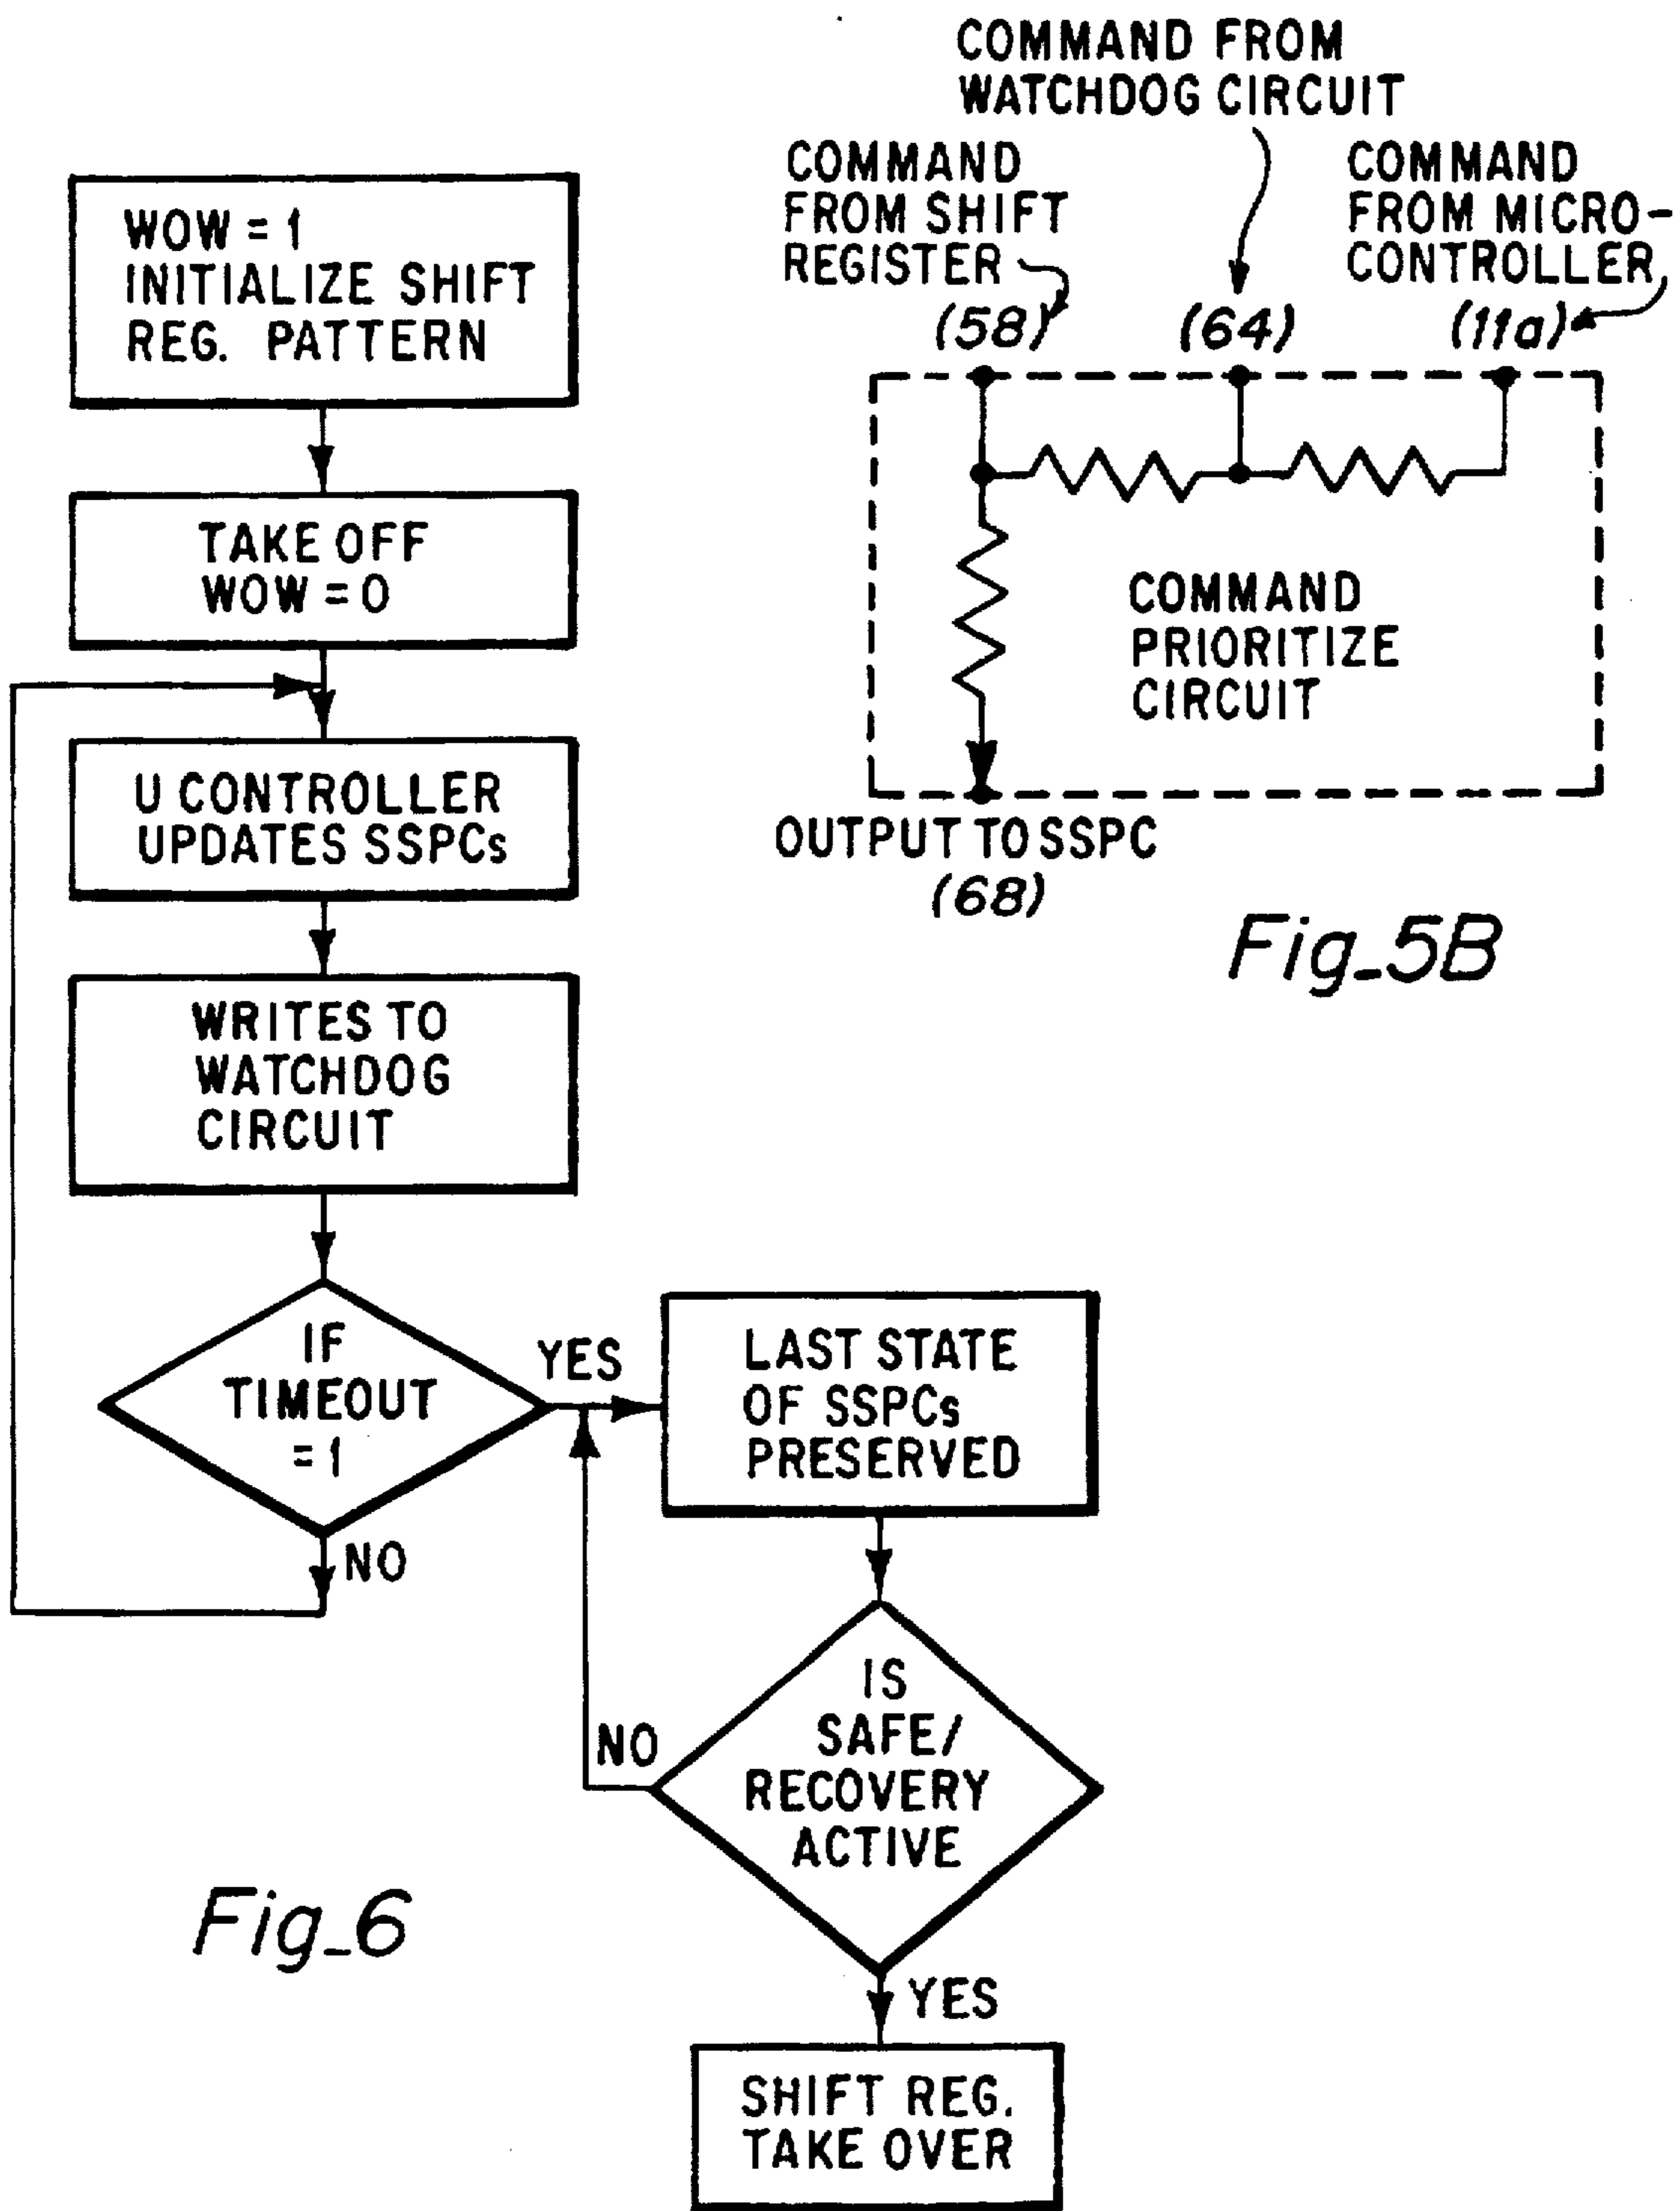 COMMAND FROM
WATCHDOG CIRCUIT
COMMAND
FROM SHIFT
REGISTER
(58)
(64)
COMMAND
FROM MICRO-
CONTROLLER
(11a)
COMMAND
PRIORITIZE
CIRCUIT
OUTPUT TO SSPC
(68)
Fig_5B
WOW = 1
INITIALIZE SHIFT
REG. PATTERN
TAKE OFF
WOW = 0
U CONTROLLER
UPDATES SSPCs
WRITES TO
WATCHDOG
CIRCUIT
IF
TIMEOUT
= 1
YES
NO
LAST STATE
OF SSPCs
PRESERVED
IS
SAFE/
RECOVERY
ACTIVE
NO
YES
SHIFT REG.
TAKE OVER
Fig_6